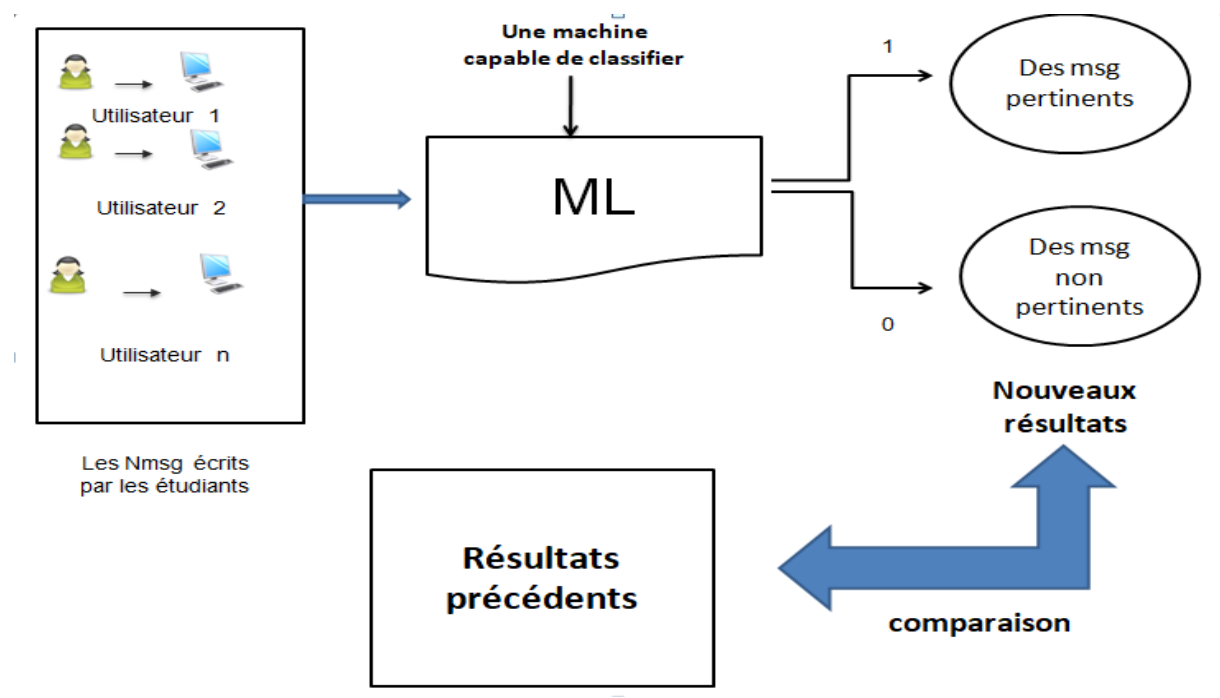 Utilisateur 1
Utilisateur 2
Utilisateur n
Les Nmsg écrits
par les étudiants
Une machine
capable de classifier
ML
1
Des msg
pertinents
0
Des msg
non
pertinents
Nouveaux
résultats
Résultats
précédents
comparaison